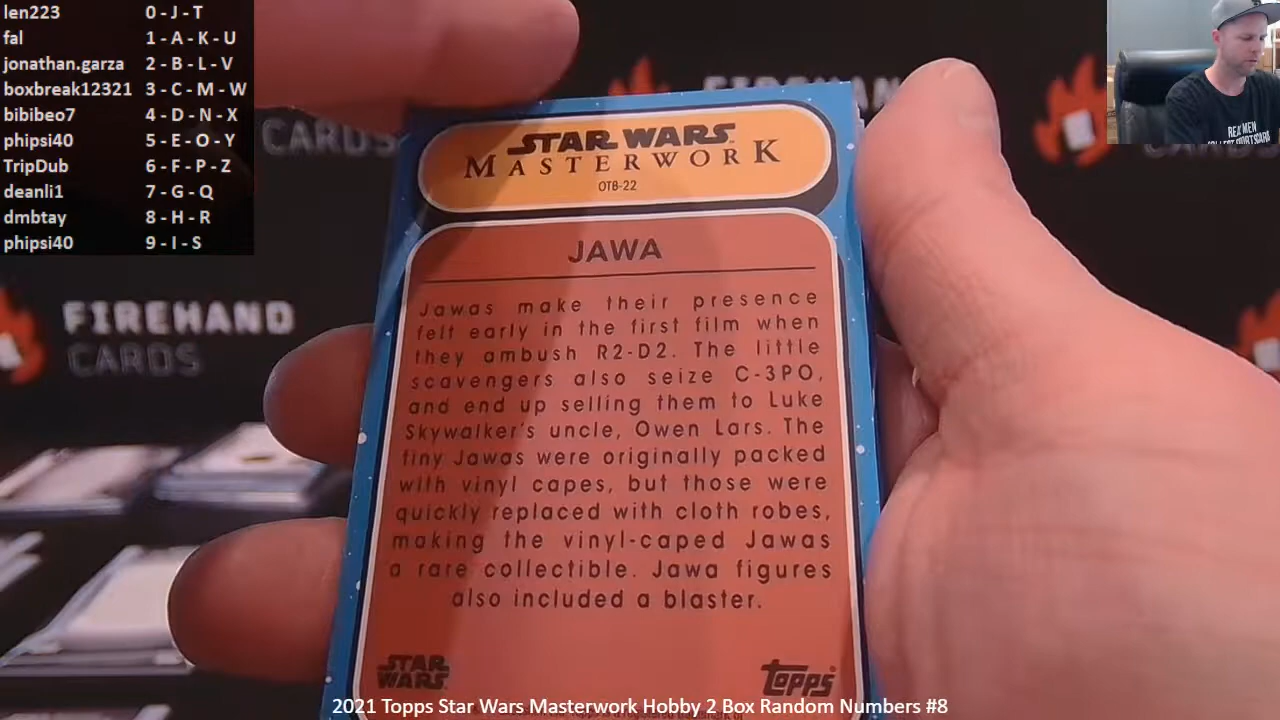 len223 0 - J - T
fal 1 - A - K - U
jonathan.garza 2 - B - L - V
boxbreak12321 3 - C - M - W
bibibeo7 4 - D - N - X
phipsi40 5 - E - O - Y
TripDub 6 - F - P - Z
deanli1 7 - G - Q
dmbtay 8 - H - R
phipsi40 9 - I - S
FIREHAND
CARDS
CARDS
FIREHAND
CARDS
STAR WARS
MASTERWORK
OTB-22
JAWA
Jawas make their presence
felt early in the first film when
they ambush R2-D2. The little
scavengers also seize C-3PO,
and end up selling them to Luke
Skywalker's uncle, Owen Lars. The
tiny Jawas were originally packed
with vinyl capes, but those were
quickly replaced with cloth robes,
making the vinyl-caped Jawas
a rare collectible. Jawa figures
also included a blaster.
STAR
WARS
Topps
REAL MEN
2021 Topps Star Wars Masterwork Hobby 2 Box Random Numbers #8